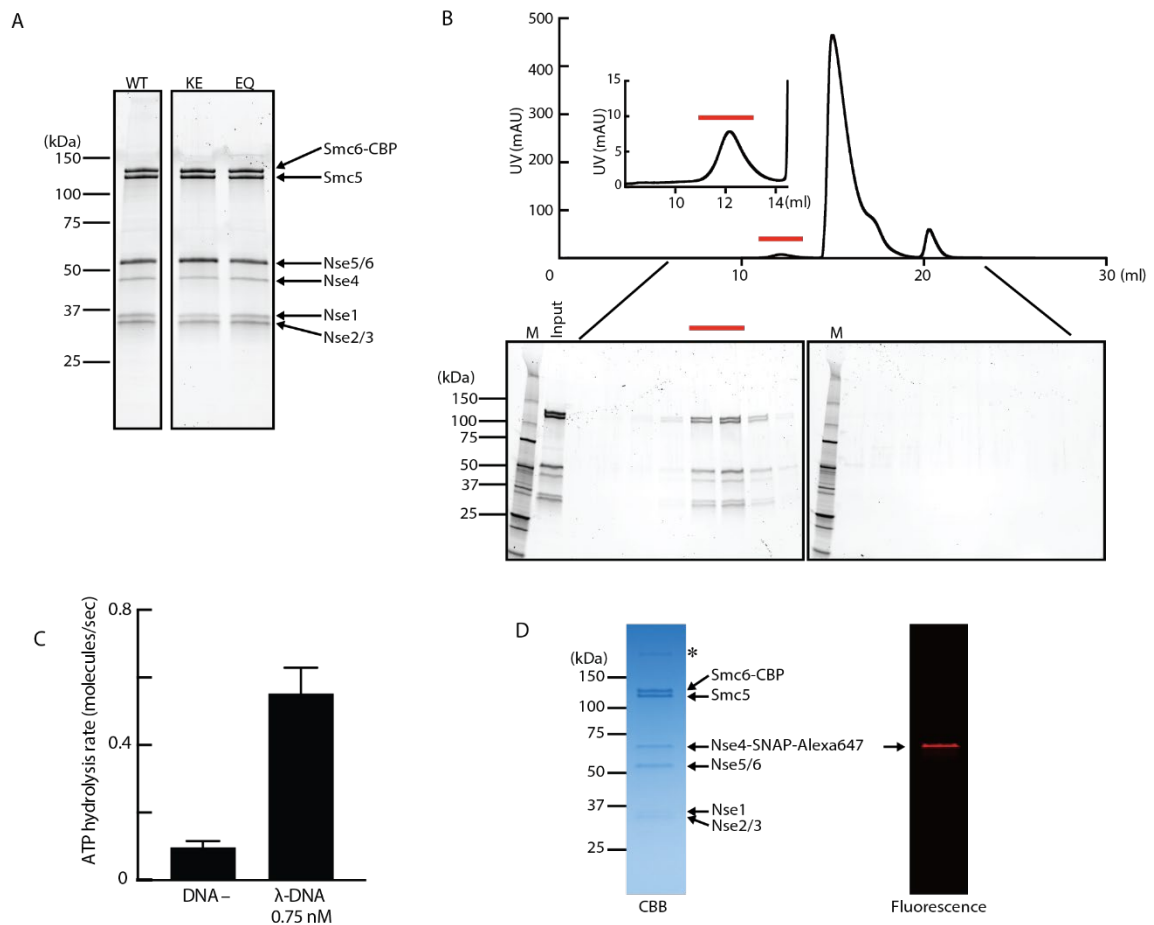 A
WT KE EQ
(kDa)
150
100
75
50
37
25
Smc6-CBP
Smc5
Nse5/6
Nse4
Nse1
Nse2/3
B
UV (mAU)
500
400
300
200
100
0 10 20 30 (ml)
UV (mAU)
15
10
5
0
10 12 14 (ml)
M Input M
(kDa)
150
100
75
50
37
25
C
ATP hydrolysis rate (molecules/sec)
0.8
0.4
0
DNA – λ-DNA
0.75 nM
D
(kDa)
150
100
75
50
37
25
*
Smc6-CBP
Smc5
Nse4-SNAP-Alexa647
Nse5/6
Nse1
Nse2/3
CBB Fluorescence